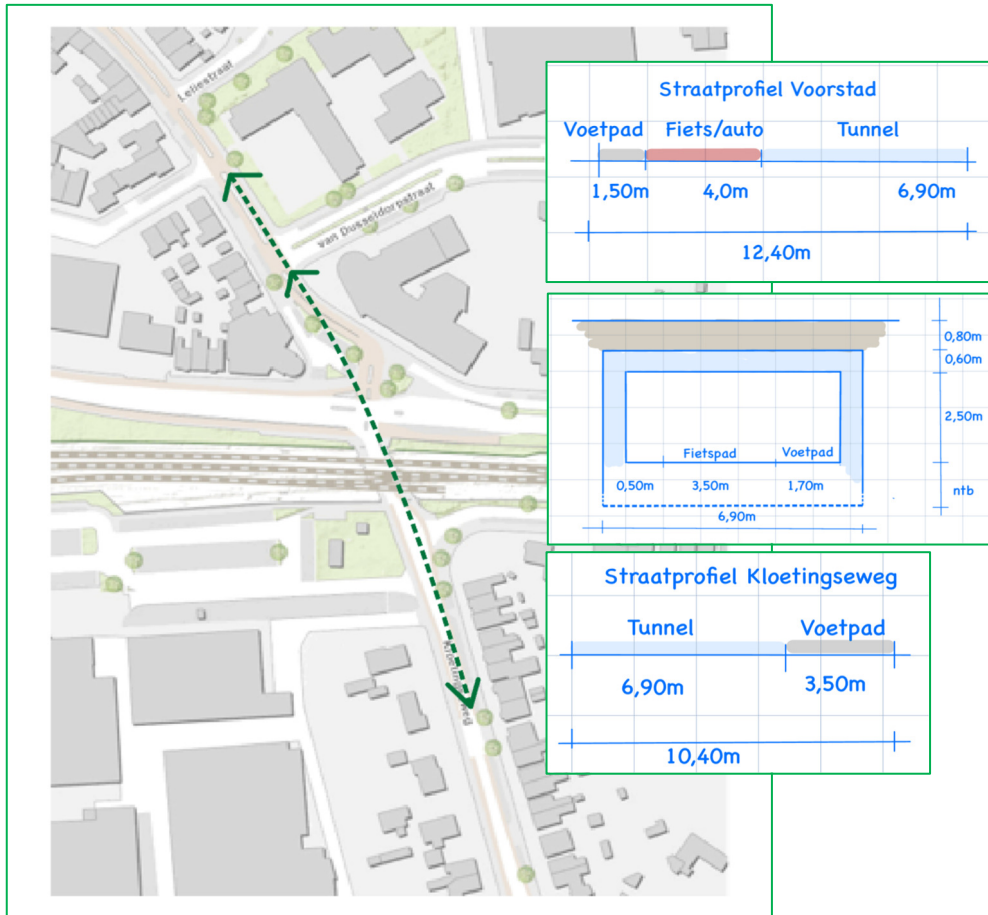 Leliestraat
van Dusseldorpstraat
Kloetingseweg
Straatprofiel Voorstad
Voetpad Fiets/auto Tunnel
1,50m 4,0m 6,90m
12,40m
0,80m
0,60m
2,50m
Fietspad Voetpad
0,50m 3,50m 1,70m ntb
6,90m
Straatprofiel Kloetingseweg
Tunnel Voetpad
6,90m 3,50m
10,40m